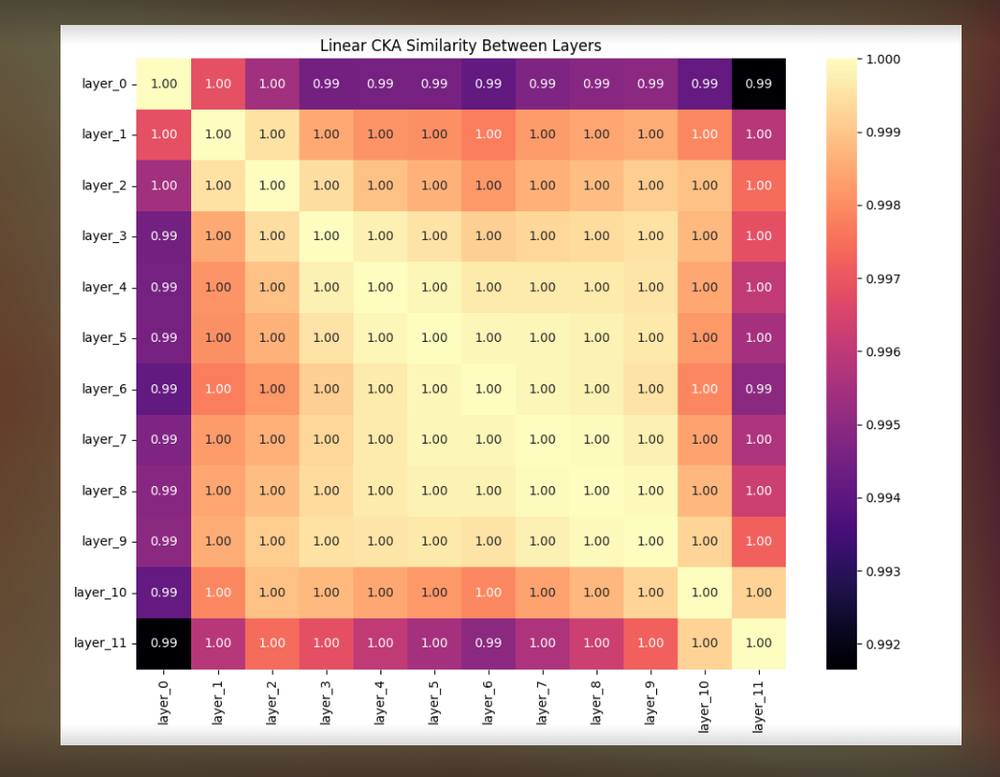 Linear CKA Similarity Between Layers
layer_0 1.00 1.00 1.00 0.99 0.99 0.99 0.99 0.99 0.99 0.99 0.99 0.99
layer_1 1.00 1.00 1.00 1.00 1.00 1.00 1.00 1.00 1.00 1.00 1.00 1.00
layer_2 1.00 1.00 1.00 1.00 1.00 1.00 1.00 1.00 1.00 1.00 1.00 1.00
layer_3 0.99 1.00 1.00 1.00 1.00 1.00 1.00 1.00 1.00 1.00 1.00 1.00
layer_4 0.99 1.00 1.00 1.00 1.00 1.00 1.00 1.00 1.00 1.00 1.00 1.00
layer_5 0.99 1.00 1.00 1.00 1.00 1.00 1.00 1.00 1.00 1.00 1.00 1.00
layer_6 0.99 1.00 1.00 1.00 1.00 1.00 1.00 1.00 1.00 1.00 1.00 0.99
layer_7 0.99 1.00 1.00 1.00 1.00 1.00 1.00 1.00 1.00 1.00 1.00 1.00
layer_8 0.99 1.00 1.00 1.00 1.00 1.00 1.00 1.00 1.00 1.00 1.00 1.00
layer_9 0.99 1.00 1.00 1.00 1.00 1.00 1.00 1.00 1.00 1.00 1.00 1.00
layer_10 0.99 1.00 1.00 1.00 1.00 1.00 1.00 1.00 1.00 1.00 1.00 1.00
layer_11 0.99 1.00 1.00 1.00 1.00 1.00 0.99 1.00 1.00 1.00 1.00 1.00
layer_0 layer_1 layer_2 layer_3 layer_4 layer_5 layer_6 layer_7 layer_8 layer_9 layer_10 layer_11
1.000
0.999
0.998
0.997
0.996
0.995
0.994
0.993
0.992